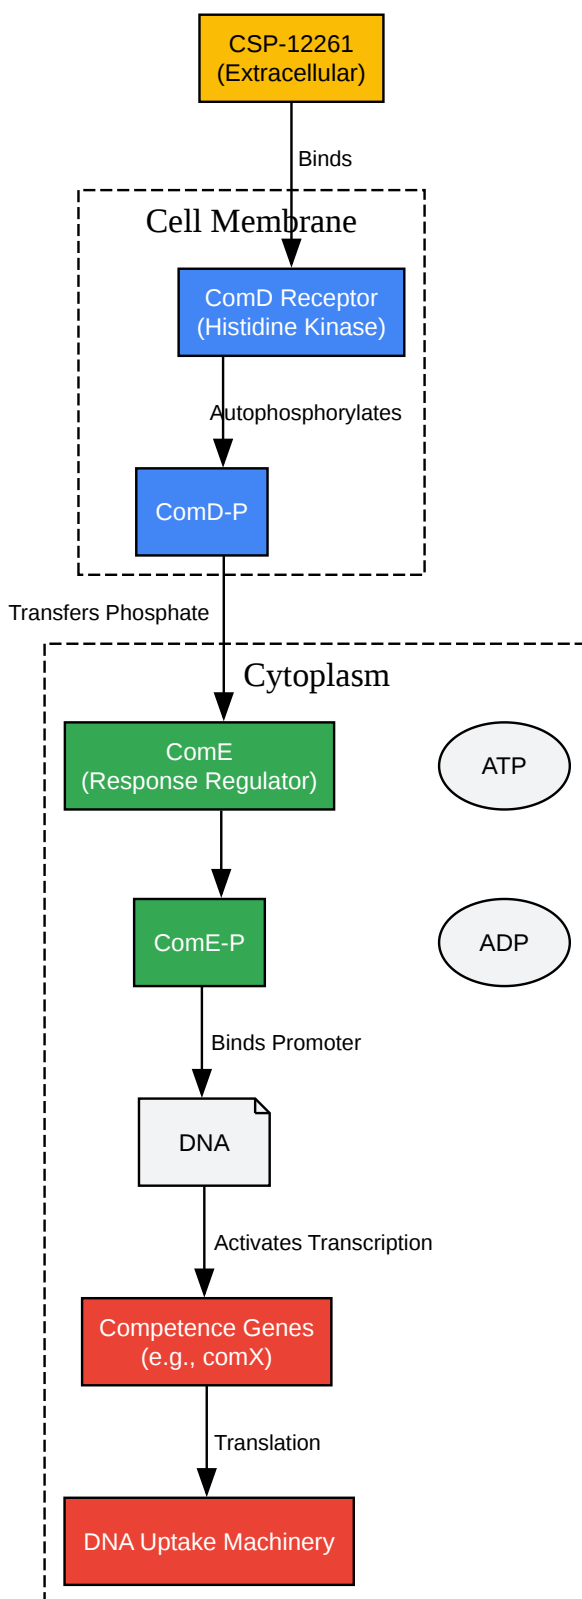 CSP-12261
(Extracellular)
Binds
Cell Membrane
ComD Receptor
(Histidine Kinase)
Autophosphorylates
ComD-P
Transfers Phosphate
Cytoplasm
ComE
(Response Regulator)
ATP
ComE-P
ADP
Binds Promoter
DNA
Activates Transcription
Competence Genes
(e.g., comX)
Translation
DNA Uptake Machinery